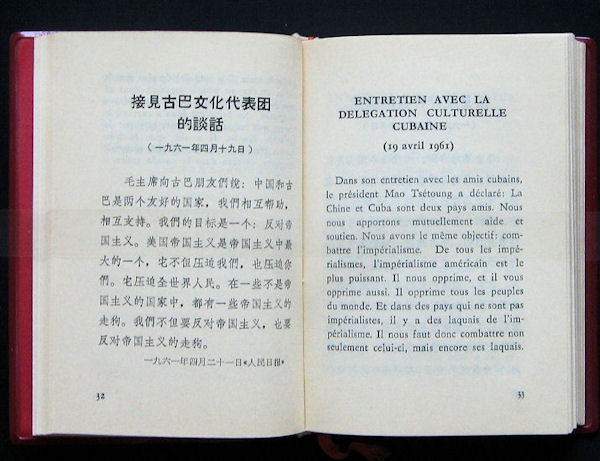 接見古巴文化代表团
的談話
(一九六一年四月十九日)
毛主席向古巴朋友們說:中国和古
巴是两个友好的国家,我們相互帮助,
相互支持。我們的目标是一个:反对帝
国主义。美国帝国主义是帝国主义中最
大的一个,它不但压迫我們,也压迫你
們。它压迫全世界人民。在一些不是帝
国主义的国家中,都有一些帝国主义的
走狗。我們不但要反对帝国主义,也要
反对帝国主义的走狗。
一九六一年四月二十一日《人民日报》
32
ENTRETIEN AVEC LA
DELEGATION CULTURELLE
CUBAINE
(19 avril 1961)
Dans son entretien avec les amis cubains,
le président Mao Tsétoung a déclaré: La
Chine et Cuba sont deux pays amis. Nous
nous apportons mutuellement aide et
soutien. Nous avons le même objectif: com-
battre l'impérialisme. De tous les impé-
rialismes, l'impérialisme américain est le
plus puissant. Il nous opprime, et il vous
opprime aussi. Il opprime tous les peuples
du monde. Et dans des pays qui ne sont pas
impérialistes, il y a des laquais de l'im-
périalisme. Il nous faut donc combattre non
seulement celui-ci, mais encore ses laquais.
33